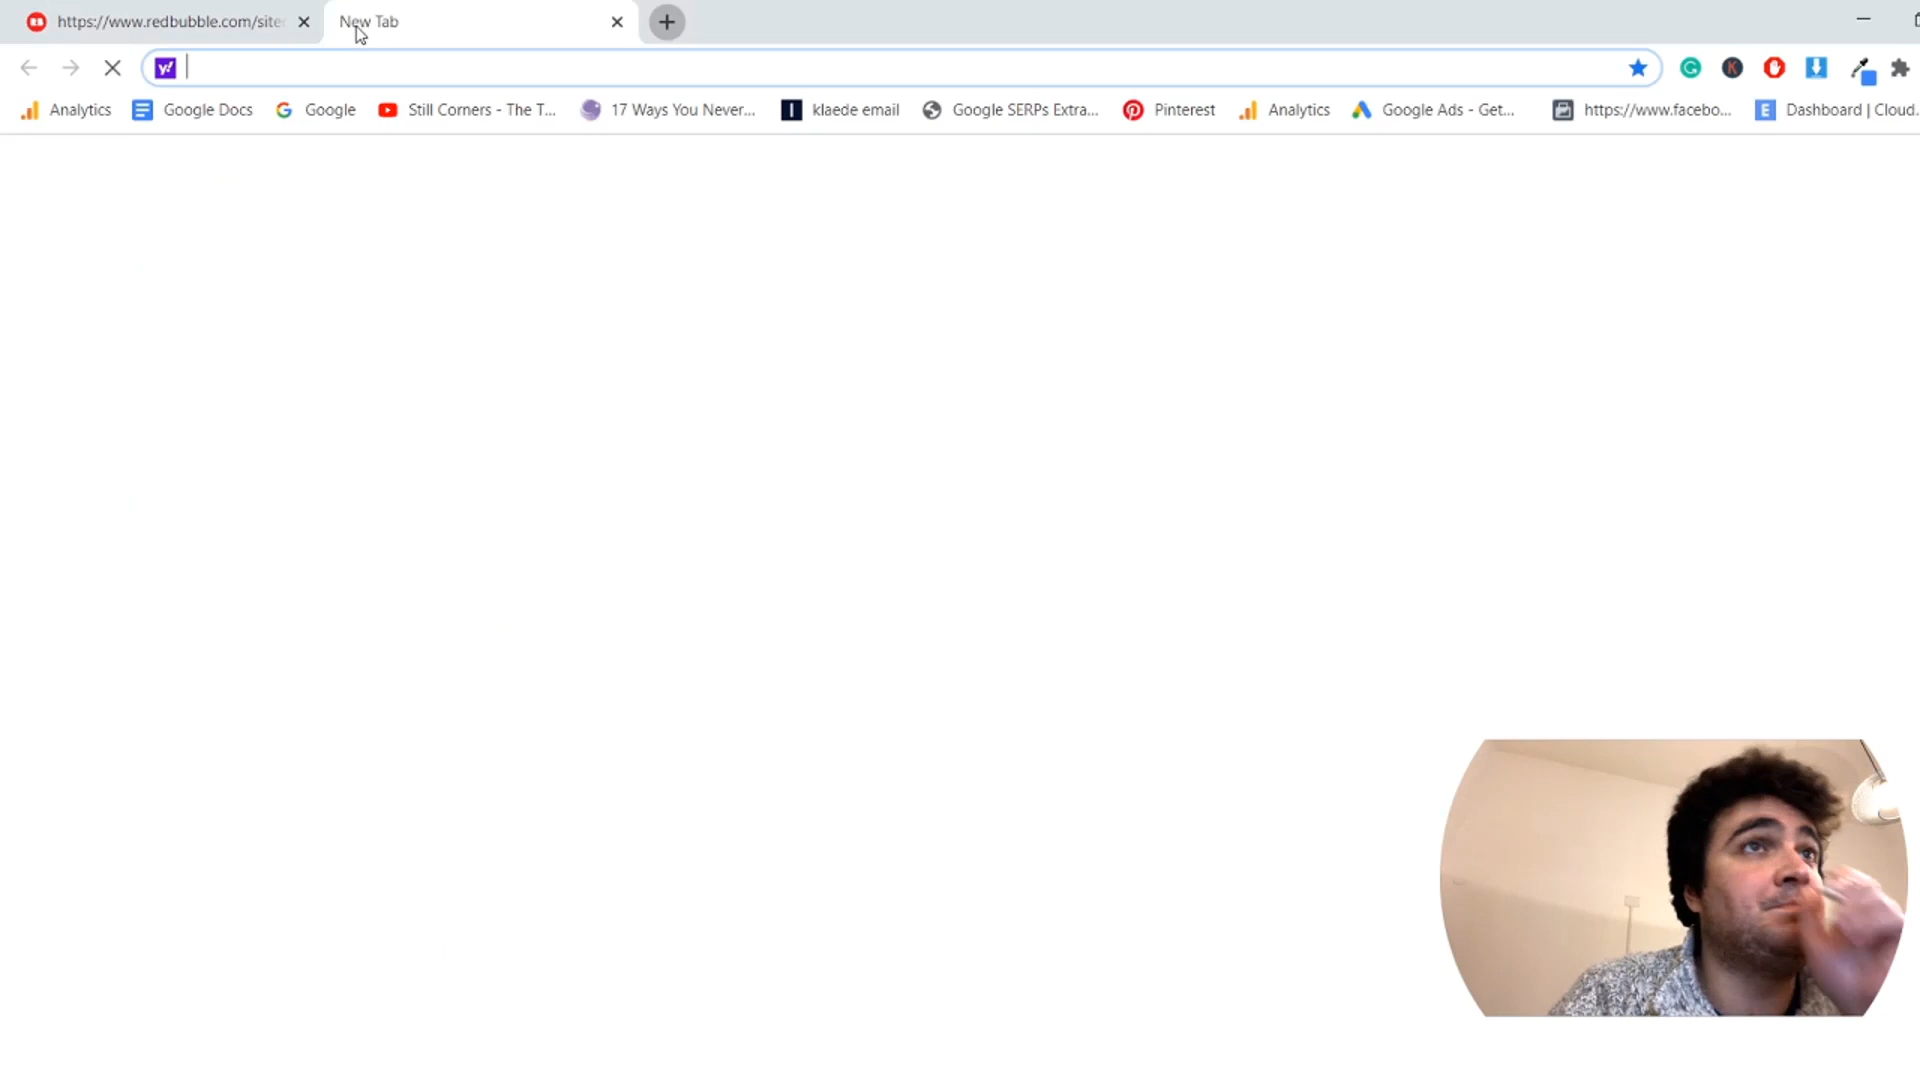 https://www.redbubble.com/site
New Tab
y!
Analytics
Google Docs
Google
Still Corners - The T...
17 Ways You Never...
klaede email
Google SERPs Extra...
Pinterest
Analytics
Google Ads - Get...
https://www.facebo...
Dashboard | Cloud.